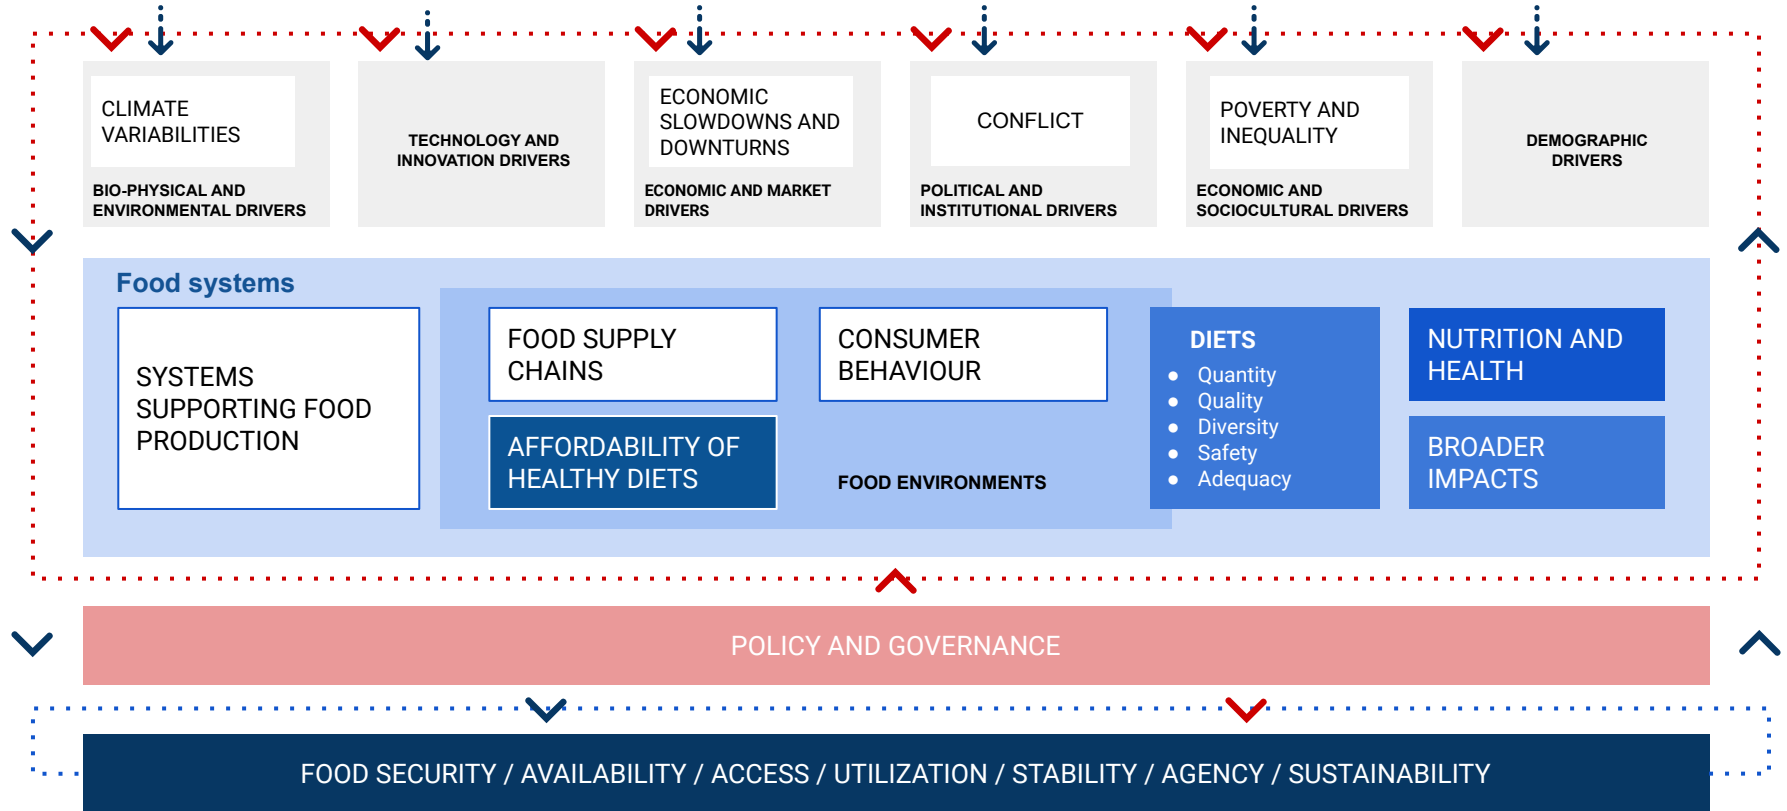 CLIMATE
VARIABILITIES
BIO-PHYSICAL AND
ENVIRONMENTAL DRIVERS
TECHNOLOGY AND
INNOVATION DRIVERS
ECONOMIC
SLOWDOWNS AND
DOWNTURNS
ECONOMIC AND MARKET
DRIVERS
CONFLICT
POLITICAL AND
INSTITUTIONAL DRIVERS
POVERTY AND
INEQUALITY
ECONOMIC AND
SOCIOCULTURAL DRIVERS
DEMOGRAPHIC
DRIVERS
Food systems
SYSTEMS
SUPPORTING FOOD
PRODUCTION
FOOD SUPPLY
CHAINS
AFFORDABILITY OF
HEALTHY DIETS
CONSUMER
BEHAVIOUR
FOOD ENVIRONMENTS
DIETS
● Quantity
● Quality
● Diversity
● Safety
● Adequacy
NUTRITION AND
HEALTH
BROADER
IMPACTS
POLICY AND GOVERNANCE
FOOD SECURITY / AVAILABILITY / ACCESS / UTILIZATION / STABILITY / AGENCY / SUSTAINABILITY